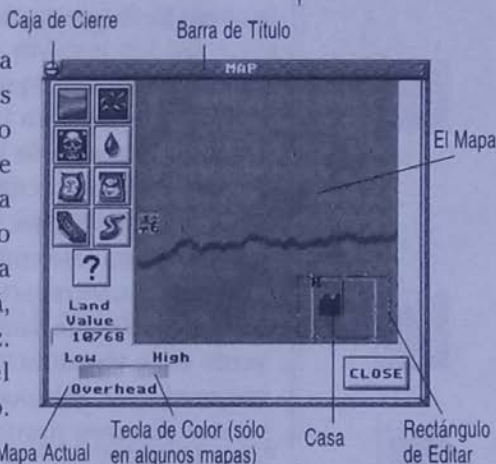 Caja de Cierre
Barra de Título
MAP
El Mapa
?
Land
Value
10768
Low High
Overhead
CLOSE
Mapa Actual
Tecla de Color (sólo
en algunos mapas)
Casa
Rectángulo
de Editar